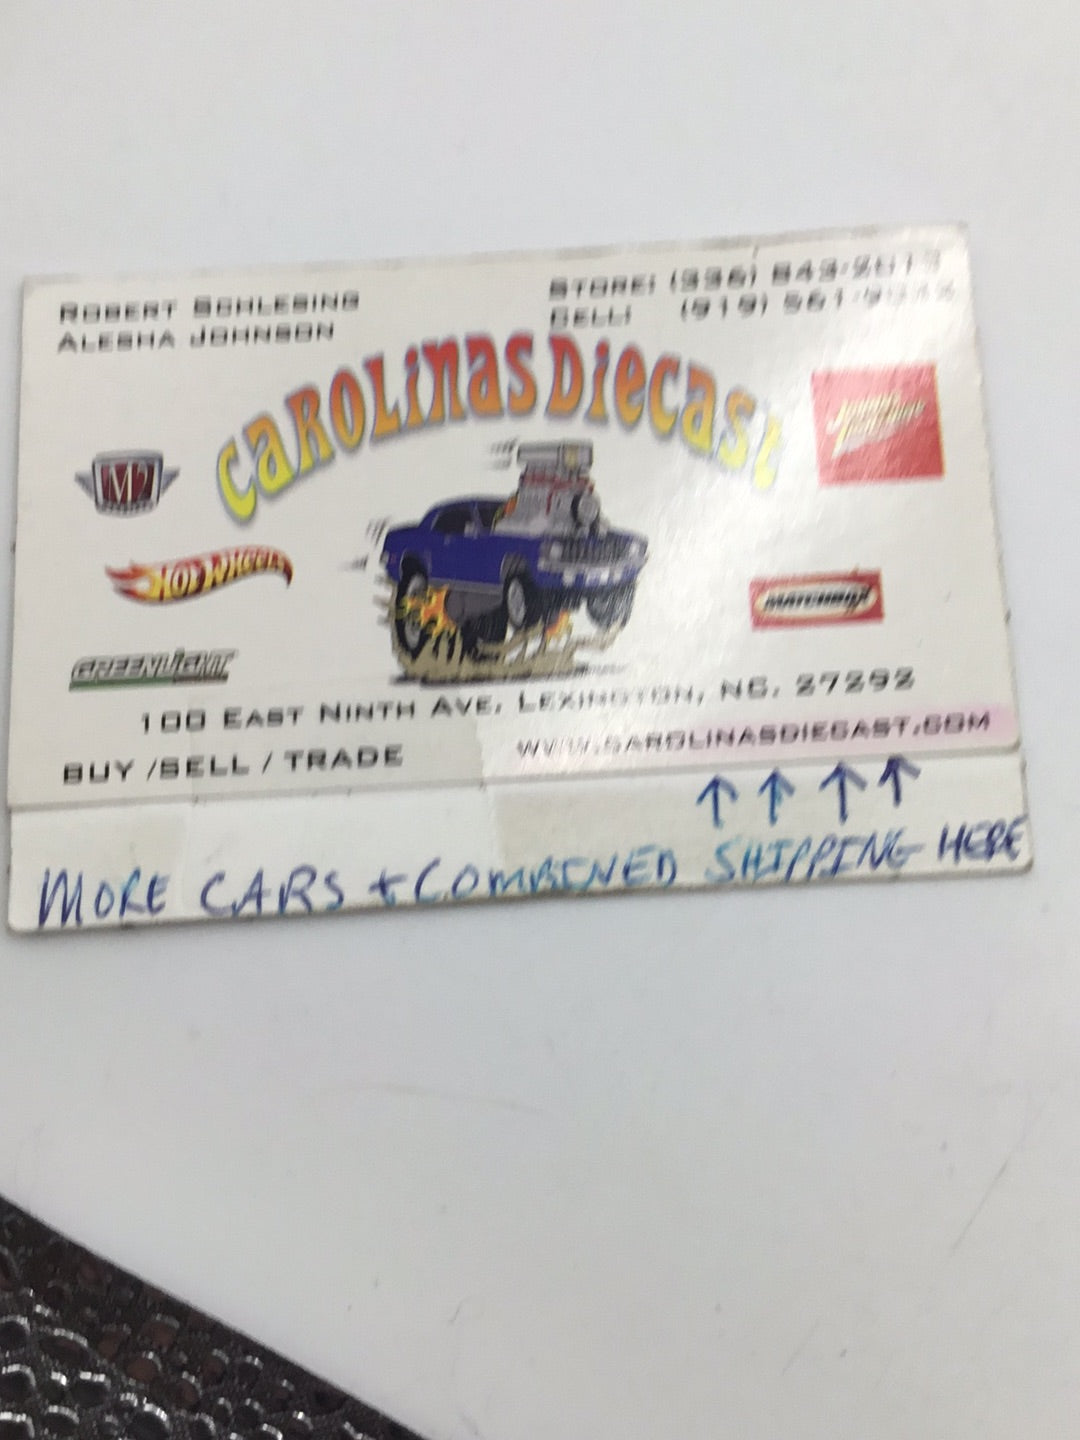 ROBERT SCHLESING
ALESHA JOHNSON
STORE: (336) 843-
CELL: (919)
CAROLINAS DIECAST
M2
HOT WHEELS
MATCHBOX
GREENLIGHT
100 EAST NINTH AVE. LEXINGTON, NC. 27292
BUY /SELL / TRADE
WWW.CAROLINASDIECAST.COM
↑ ↑ ↑ ↑
MORE CARS + COMBINED SHIPPING HERE